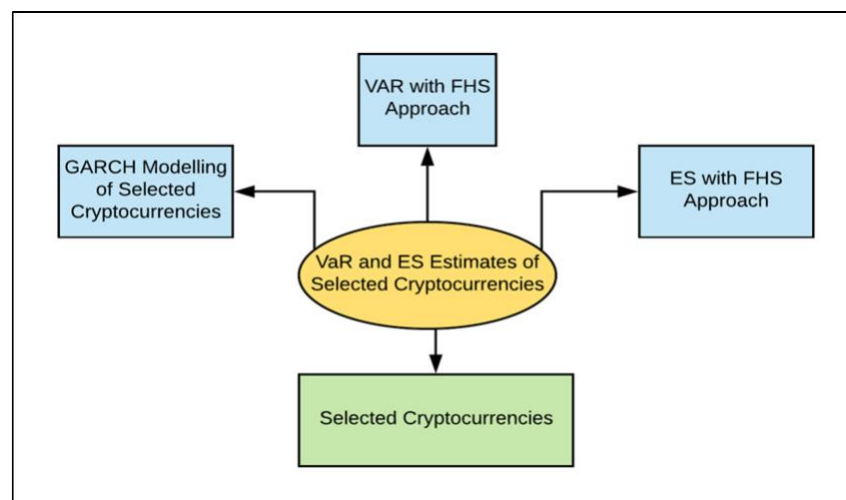 VAR with FHS
Approach
GARCH Modelling
of Selected
Cryptocurrencies
ES with FHS
Approach
VaR and ES Estimates of
Selected Cryptocurrencies
Selected Cryptocurrencies